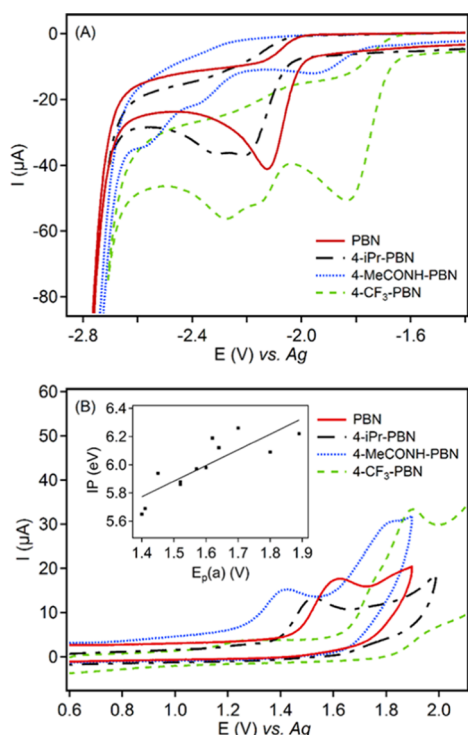 (A)
0
-20
-40
-60
-80
I (µA)
PBN
4-iPr-PBN
4-MeCONH-PBN
4-CF₃-PBN
-2.8 -2.4 -2.0 -1.6
E (V) vs. Ag
(B)
60
50
40
30
20
10
0
I (µA)
6.4
6.2
6.0
5.8
5.6
IP (eV)
1.4 1.5 1.6 1.7 1.8 1.9
Eₚ(a) (V)
PBN
4-iPr-PBN
4-MeCONH-PBN
4-CF₃-PBN
0.6 0.8 1.0 1.2 1.4 1.6 1.8 2.0
E (V) vs. Ag